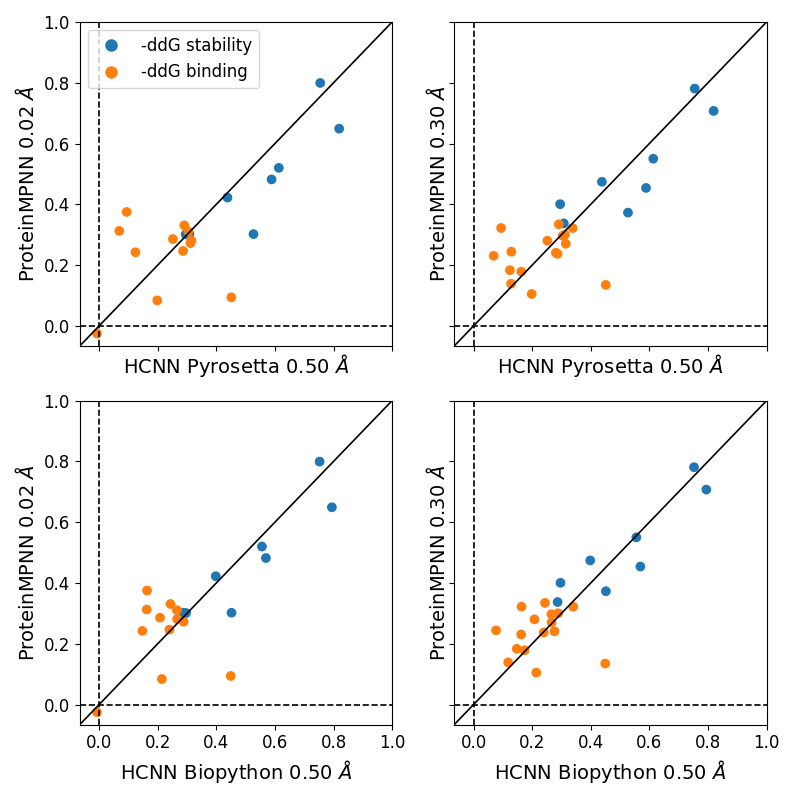 -ddG stability
-ddG binding
1.0
0.8
0.6
0.4
0.2
0.0
ProteinMPNN 0.02 Å
HCNN Pyrosetta 0.50 Å
ProteinMPNN 0.30 Å
HCNN Pyrosetta 0.50 Å
1.0
0.8
0.6
0.4
0.2
0.0
ProteinMPNN 0.02 Å
0.0 0.2 0.4 0.6 0.8 1.0
HCNN Biopython 0.50 Å
ProteinMPNN 0.30 Å
0.0 0.2 0.4 0.6 0.8 1.0
HCNN Biopython 0.50 Å